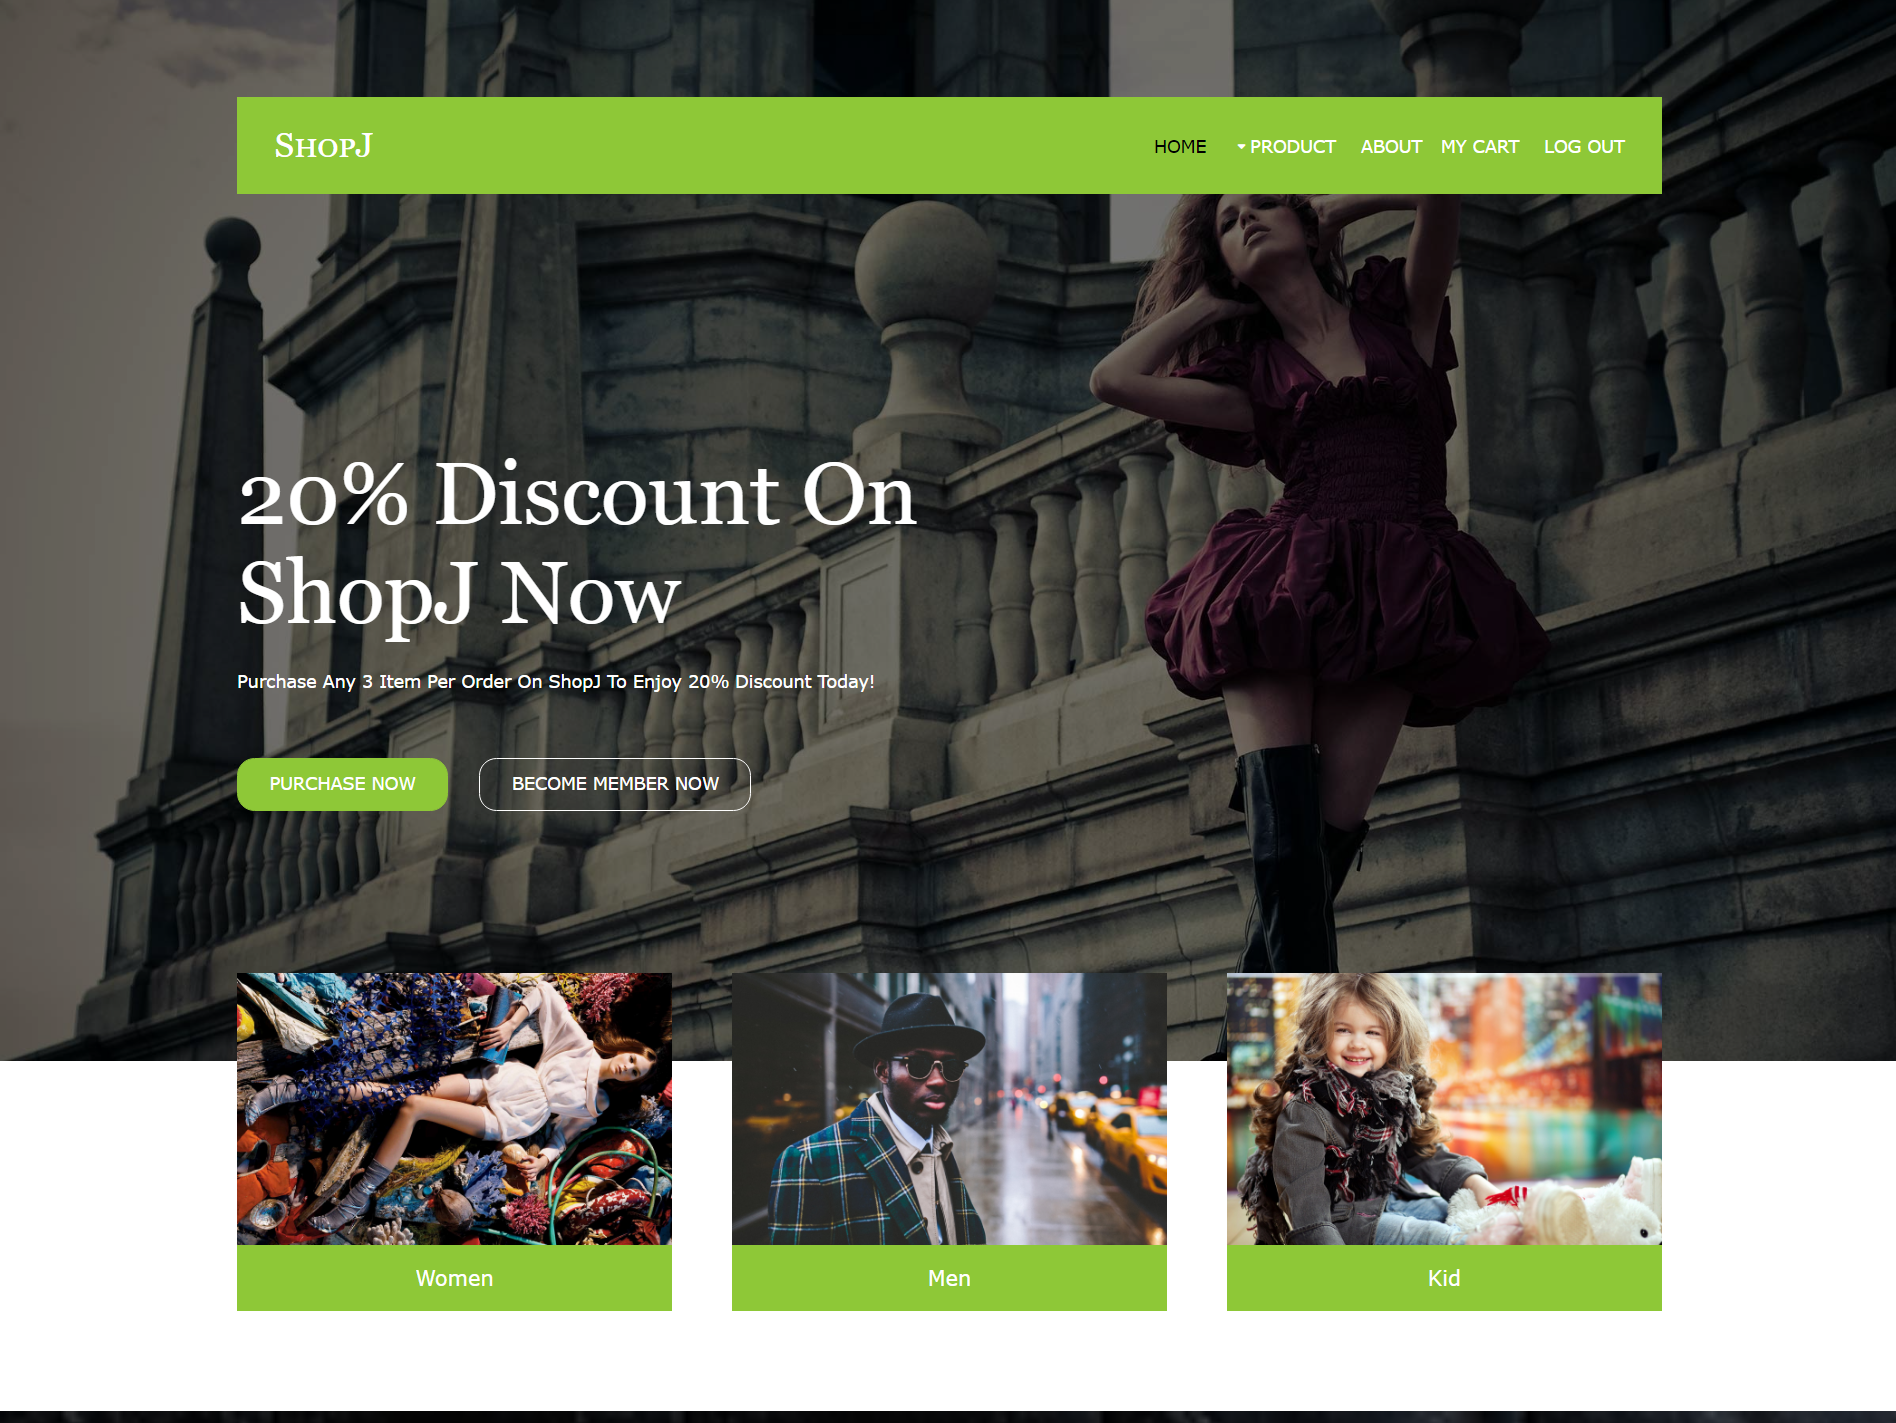 ShopJ
HOME PRODUCT ABOUT MY CART LOG OUT
20% Discount On
ShopJ Now
Purchase Any 3 Item Per Order On ShopJ To Enjoy 20% Discount Today!
PURCHASE NOW BECOME MEMBER NOW
Women Men Kid